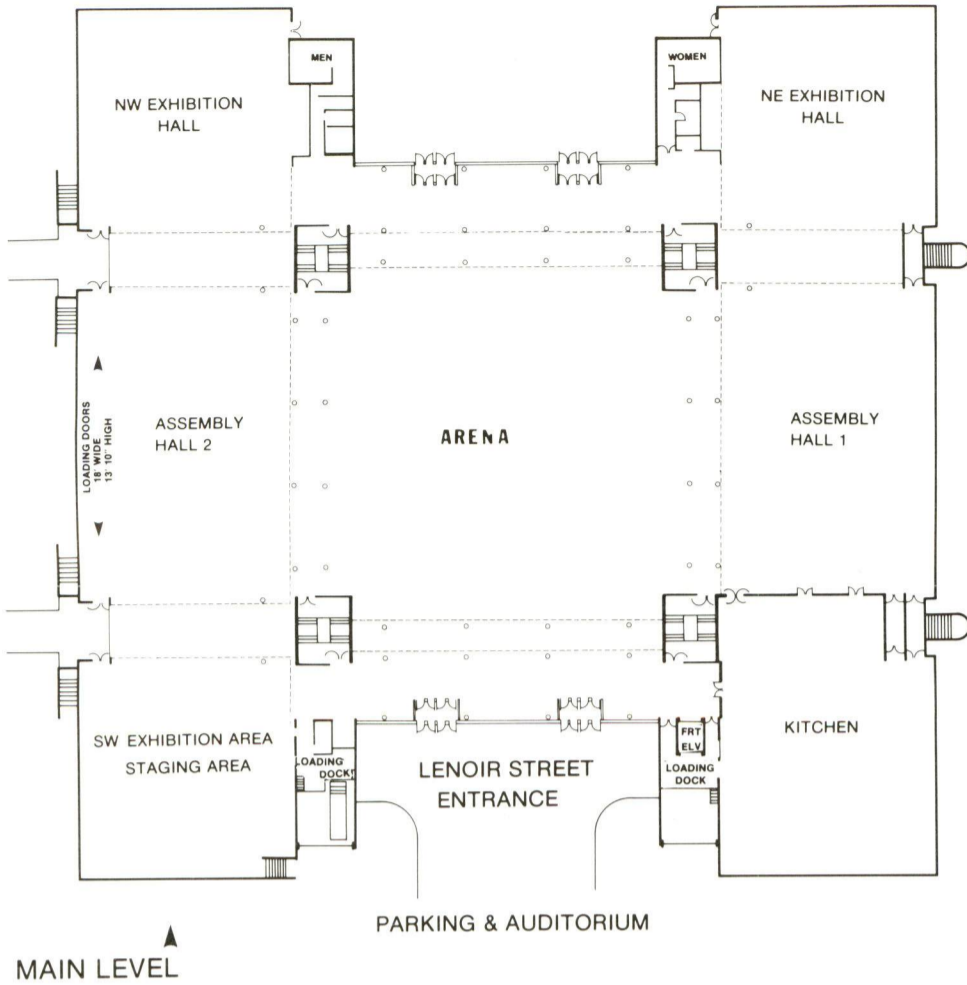 MEN
WOMEN
NW EXHIBITION
HALL
NE EXHIBITION
HALL
LOADING DOORS
18' WIDE
13' 10" HIGH
ASSEMBLY
HALL 2
ARENA
ASSEMBLY
HALL 1
SW EXHIBITION AREA
STAGING AREA
LOADING
DOCK
LENOIR STREET
ENTRANCE
FRT
ELV
LOADING
DOCK
KITCHEN
PARKING & AUDITORIUM
MAIN LEVEL